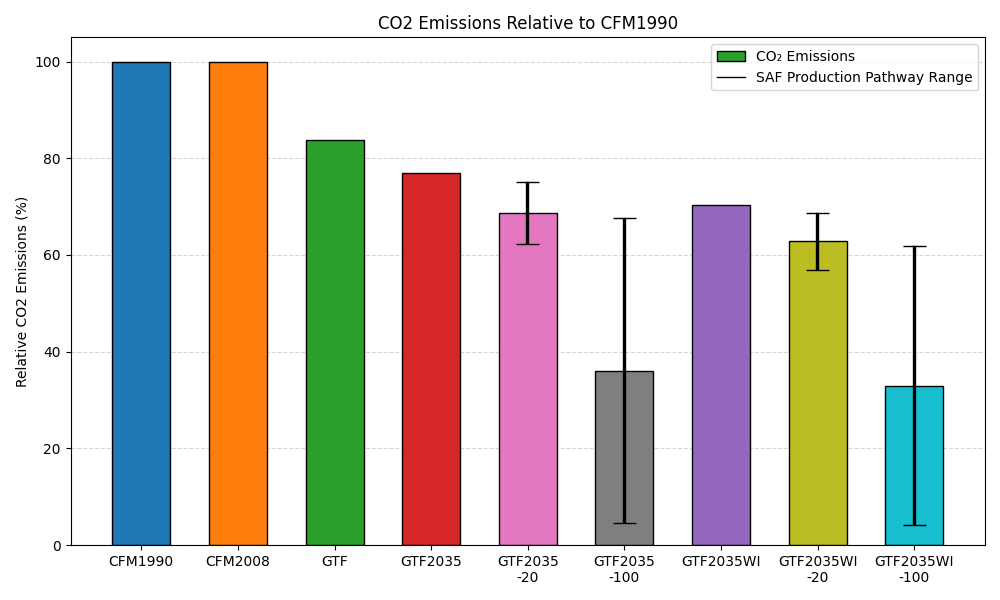 CO2 Emissions Relative to CFM1990
CO₂ Emissions
SAF Production Pathway Range
Relative CO2 Emissions (%)
100
80
60
40
20
0
CFM1990
CFM2008
GTF
GTF2035
GTF2035
-20
GTF2035
-100
GTF2035WI
GTF2035WI
-20
GTF2035WI
-100